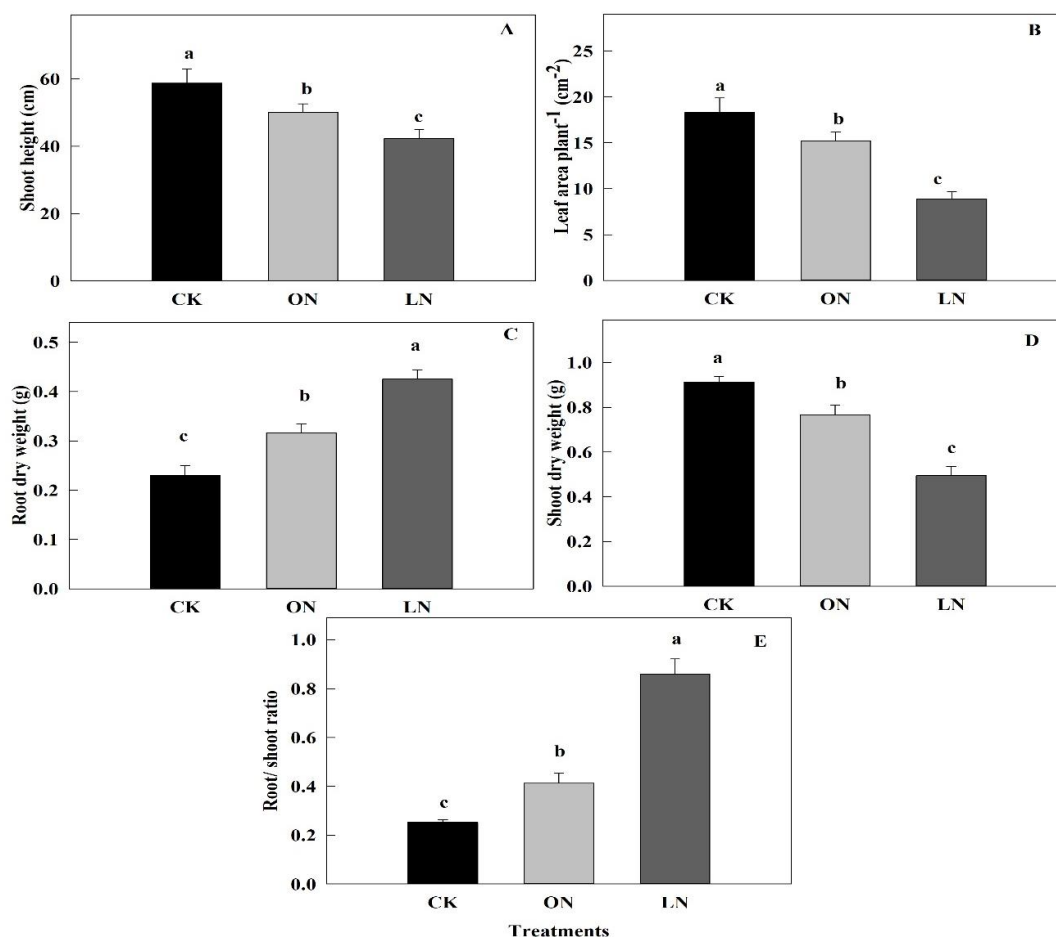 A
Shoot height (cm)
60
40
20
0
a
b
c
CK ON LN
B
Leaf area plant⁻¹ (cm⁻²)
25
20
15
10
5
0
a
b
c
CK ON LN
C
Root dry weight (g)
0.5
0.4
0.3
0.2
0.1
0.0
c
b
a
CK ON LN
D
Shoot dry weight (g)
1.0
0.8
0.6
0.4
0.2
0.0
a
b
c
CK ON LN
E
Root/ shoot ratio
1.0
0.8
0.6
0.4
0.2
0.0
c
b
a
CK ON LN
Treatments